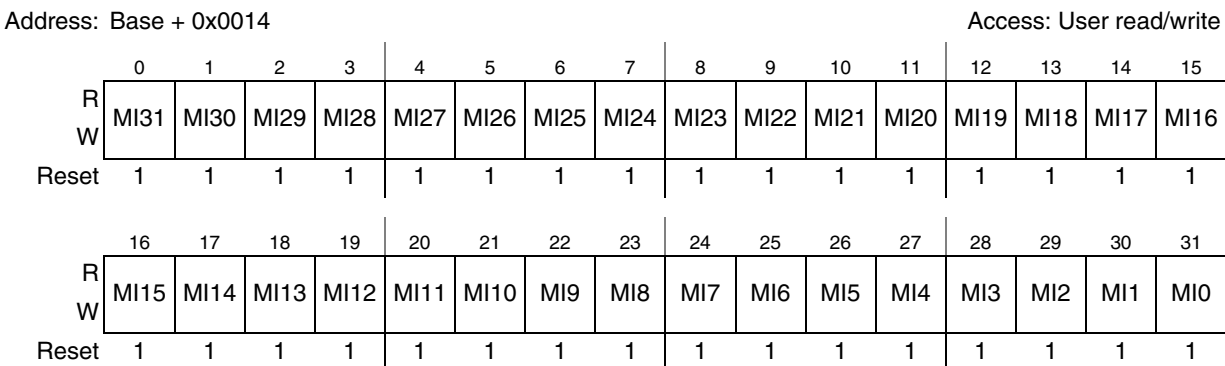 Address: Base + 0x0014 Access: User read/write
0 1 2 3 4 5 6 7 8 9 10 11 12 13 14 15
R
MI31 MI30 MI29 MI28 MI27 MI26 MI25 MI24 MI23 MI22 MI21 MI20 MI19 MI18 MI17 MI16
W
Reset 1 1 1 1 1 1 1 1 1 1 1 1 1 1 1 1
16 17 18 19 20 21 22 23 24 25 26 27 28 29 30 31
R
MI15 MI14 MI13 MI12 MI11 MI10 MI9 MI8 MI7 MI6 MI5 MI4 MI3 MI2 MI1 MI0
W
Reset 1 1 1 1 1 1 1 1 1 1 1 1 1 1 1 1